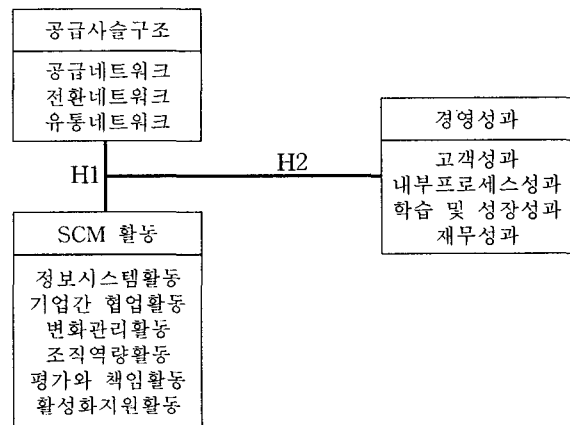 공급사슬구조
공급네트워크
전환네트워크
유통네트워크
H1
H2
경영성과
고객성과
내부프로세스성과
학습 및 성장성과
재무성과
SCM 활동
정보시스템활동
기업간 협업활동
변화관리활동
조직역량활동
평가와 책임활동
활성화지원활동